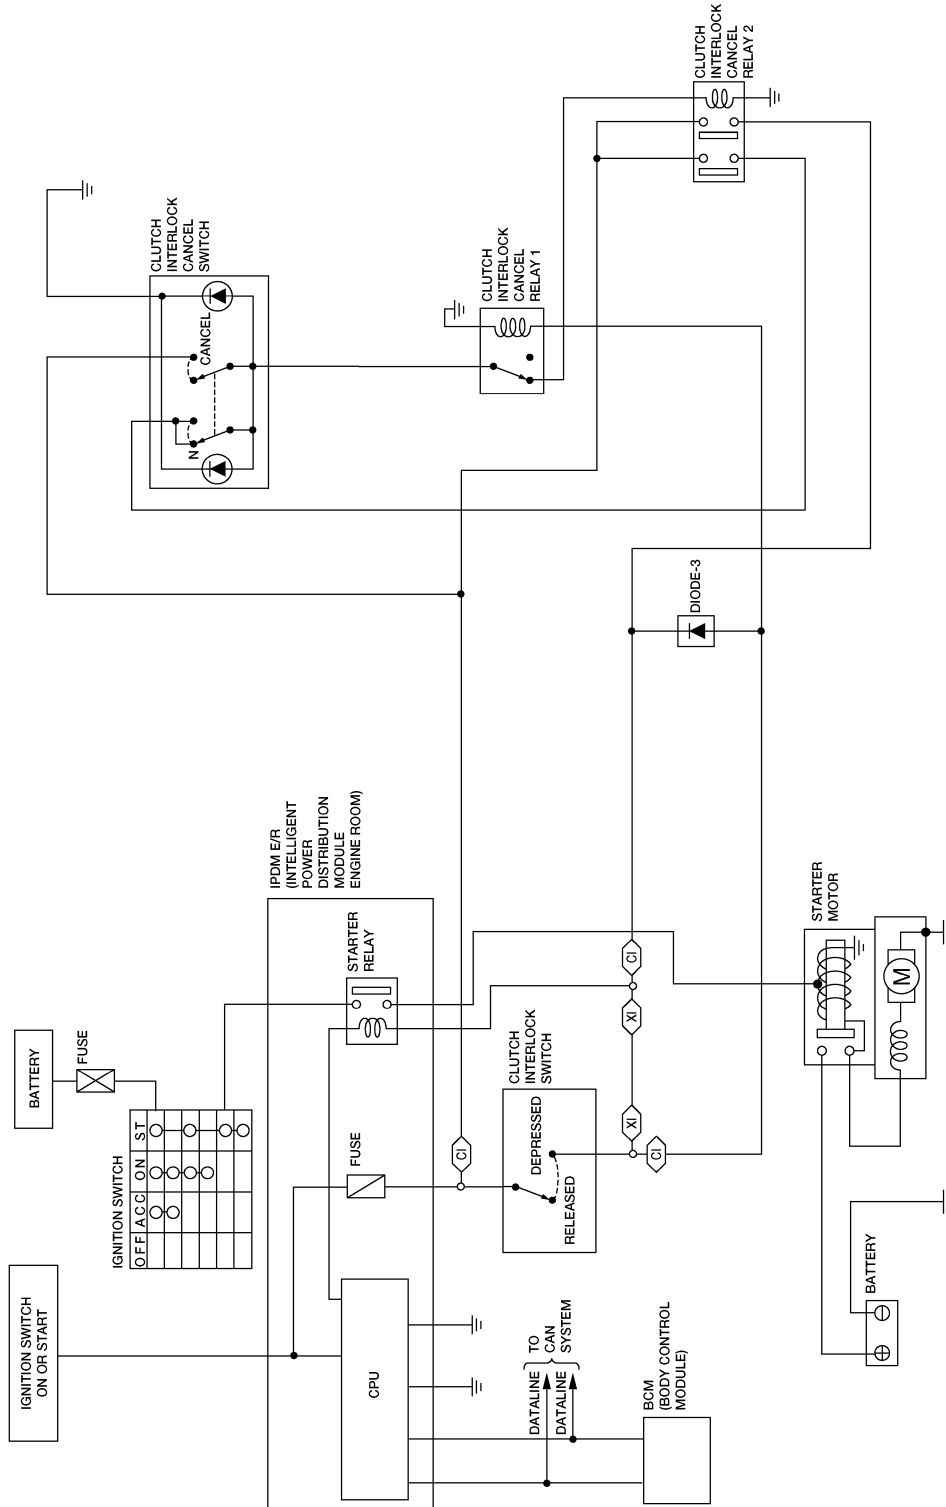 BATTERY
FUSE
IGNITION SWITCH
OFF
ACC
ON
ST
IGNITION SWITCH
ON OR START
IPDM E/R
(INTELLIGENT
POWER
DISTRIBUTION
MODULE
ENGINE ROOM)
STARTER
RELAY
FUSE
CPU
CI
CLUTCH
INTERLOCK
SWITCH
DEPRESSED
RELEASED
DATALINE
DATALINE
TO
CAN
SYSTEM
BCM
(BODY CONTROL
MODULE)
CI
XI
XI
CI
STARTER
MOTOR
M
BATTERY
DIODE-3
CLUTCH
INTERLOCK
CANCEL
SWITCH
CANCEL
N
CLUTCH
INTERLOCK
CANCEL
RELAY 1
CLUTCH
INTERLOCK
CANCEL
RELAY 2